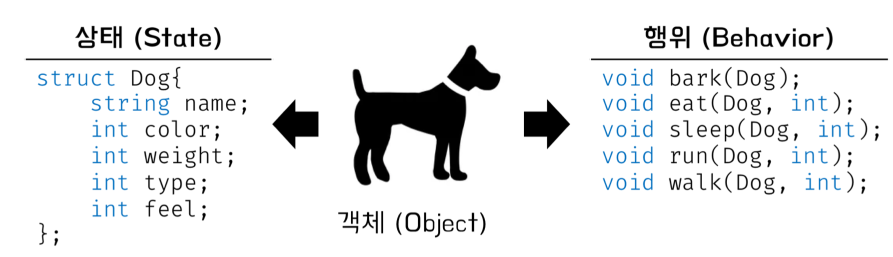 상태 (State)
struct Dog{
    string name;
    int color;
    int weight;
    int type;
    int feel;
};
객체 (Object)
행위 (Behavior)
void bark(Dog);
void eat(Dog, int);
void sleep(Dog, int);
void run(Dog, int);
void walk(Dog, int);